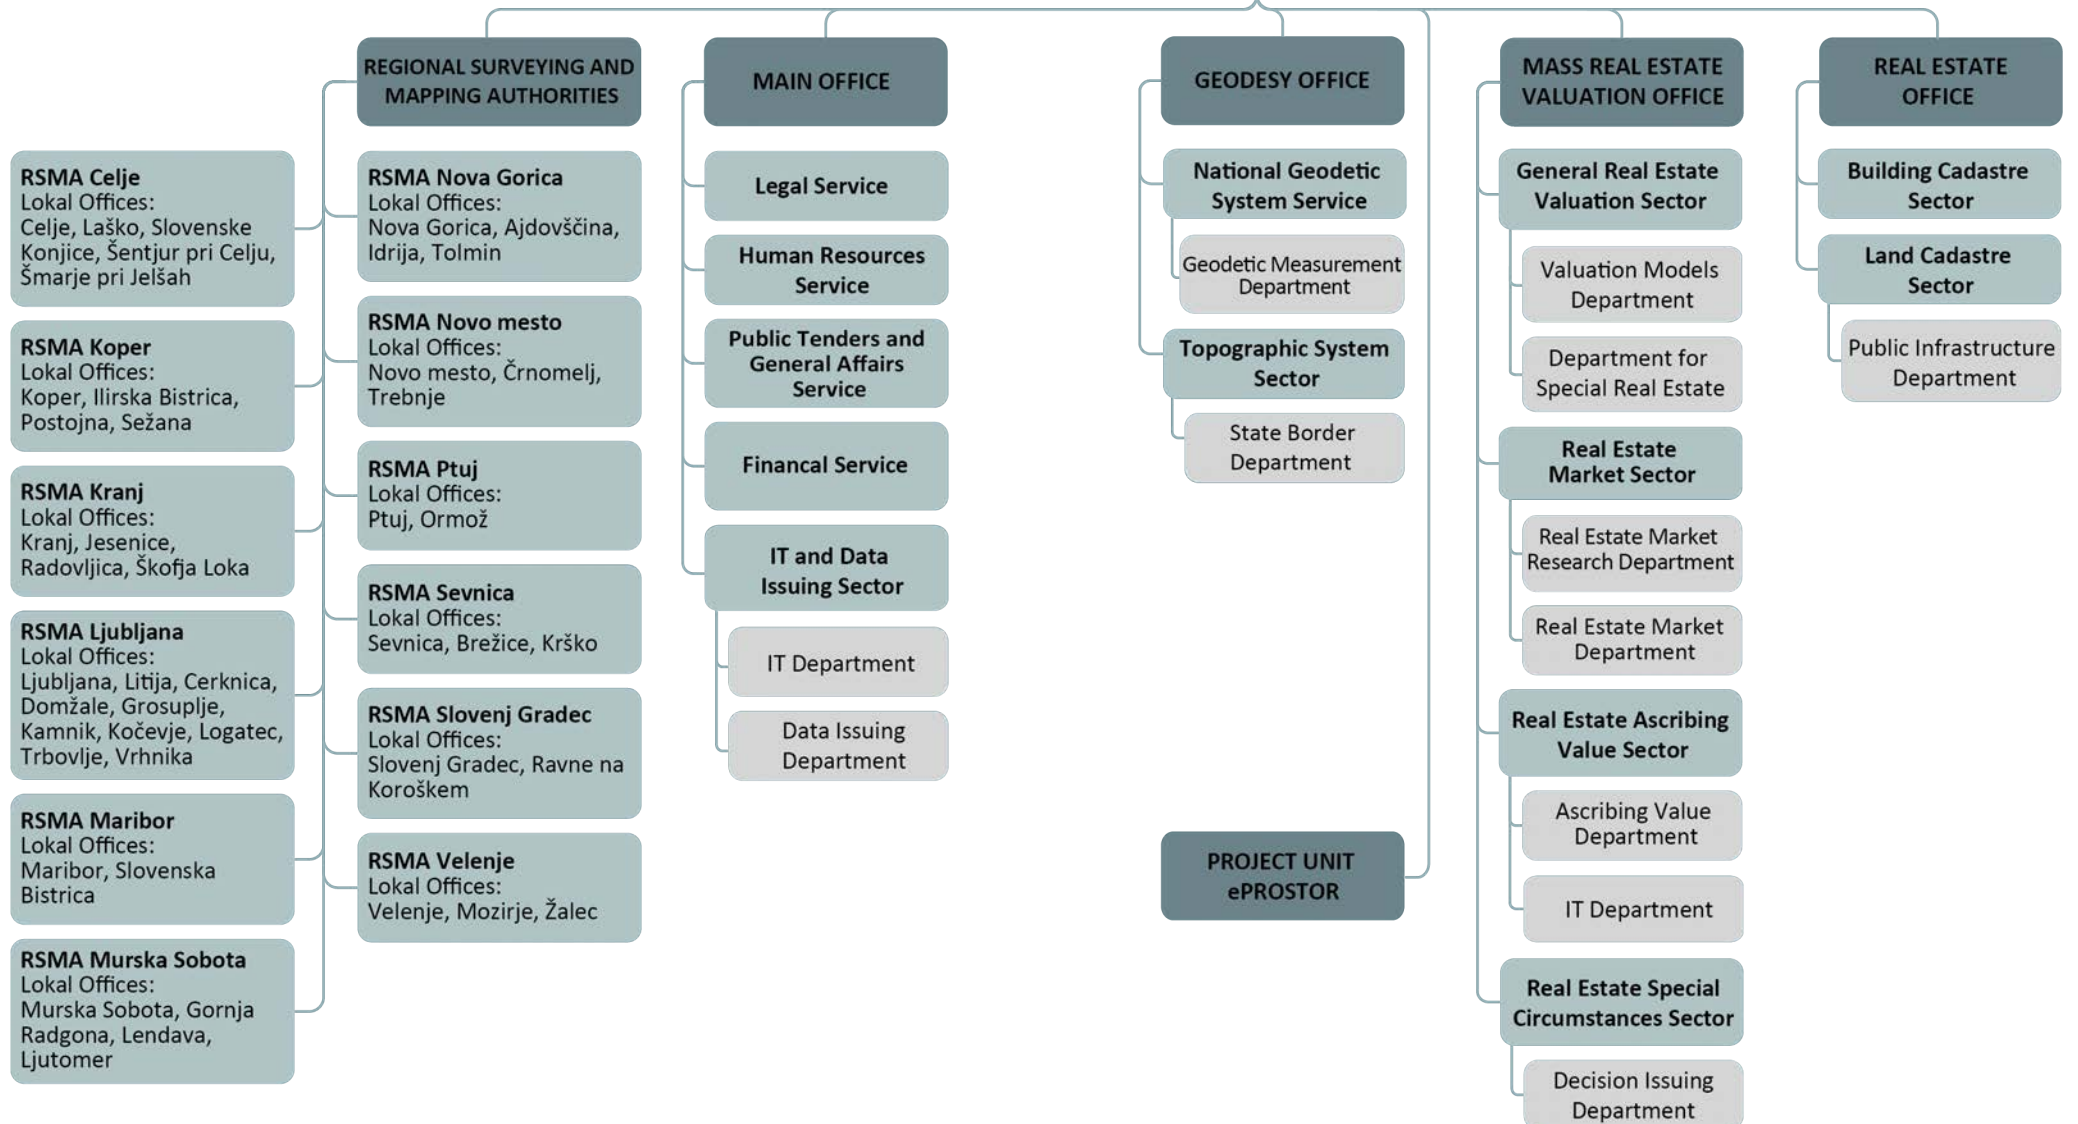 REGIONAL SURVEYING AND
MAPPING AUTHORITIES
RSMA Celje
Lokal Offices:
Celje, Laško, Slovenske
Konjice, Šentjur pri Celju,
Šmarje pri Jelšah
RSMA Koper
Lokal Offices:
Koper, Ilirska Bistrica,
Postojna, Sežana
RSMA Kranj
Lokal Offices:
Kranj, Jesenice,
Radovljica, Škofja Loka
RSMA Ljubljana
Lokal Offices:
Ljubljana, Litija, Cerknica,
Domžale, Grosuplje,
Kamnik, Kočevje, Logatec,
Trbovlje, Vrhnika
RSMA Maribor
Lokal Offices:
Maribor, Slovenska
Bistrica
RSMA Murska Sobota
Lokal Offices:
Murska Sobota, Gornja
Radgona, Lendava,
Ljutomer
RSMA Nova Gorica
Lokal Offices:
Nova Gorica, Ajdovščina,
Idrija, Tolmin
RSMA Novo mesto
Lokal Offices:
Novo mesto, Črnomelj,
Trebnje
RSMA Ptuj
Lokal Offices:
Ptuj, Ormož
RSMA Sevnica
Lokal Offices:
Sevnica, Brežice, Krško
RSMA Slovenj Gradec
Lokal Offices:
Slovenj Gradec, Ravne na
Koroškem
RSMA Velenje
Lokal Offices:
Velenje, Mozirje, Žalec
MAIN OFFICE
Legal Service
Human Resources
Service
Public Tenders and
General Affairs
Service
Financal Service
IT and Data
Issuing Sector
IT Department
Data Issuing
Department
GEODESY OFFICE
National Geodetic
System Service
Geodetic Measurement
Department
Topographic System
Sector
State Border
Department
PROJECT UNIT
ePROSTOR
MASS REAL ESTATE
VALUATION OFFICE
General Real Estate
Valuation Sector
Valuation Models
Department
Department for
Special Real Estate
Real Estate
Market Sector
Real Estate Market
Research Department
Real Estate Market
Department
Real Estate Ascribing
Value Sector
Ascribing Value
Department
IT Department
Real Estate Special
Circumstances Sector
Decision Issuing
Department
REAL ESTATE
OFFICE
Building Cadastre
Sector
Land Cadastre
Sector
Public Infrastructure
Department